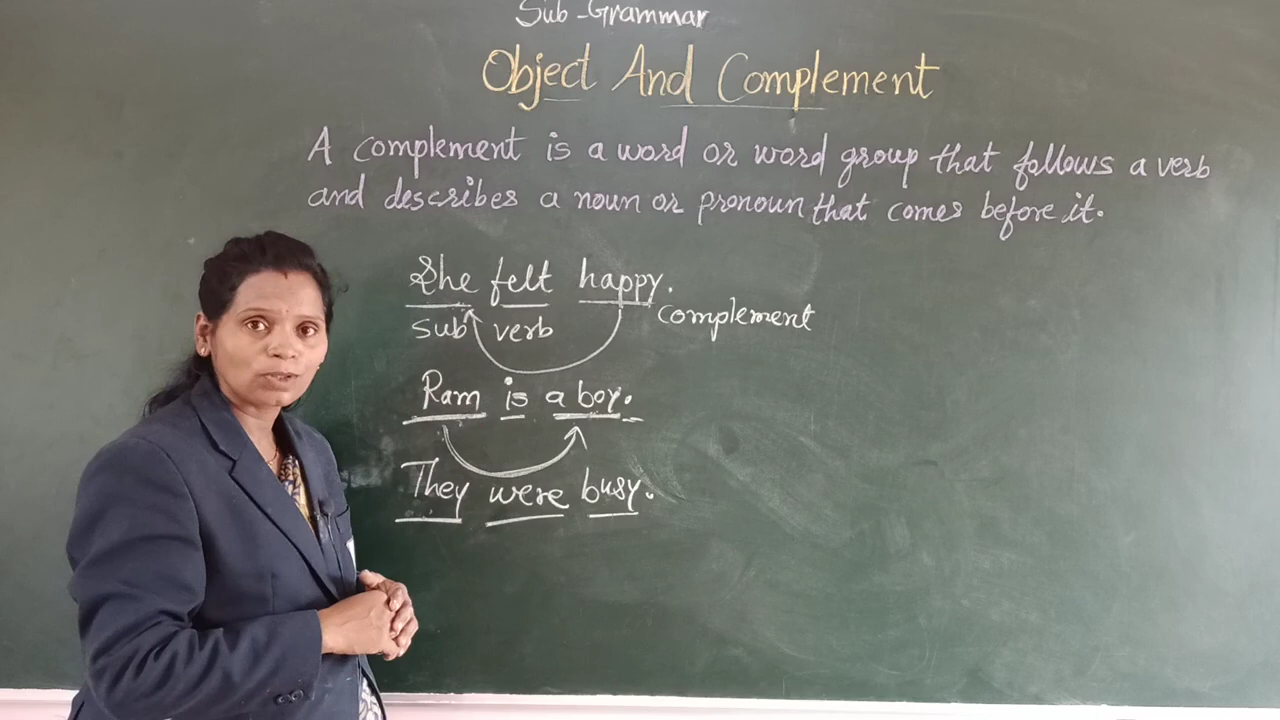 Sub-Grammar
Object And Complement
A complement is a word or word group that follows a verb
and describes a noun or pronoun that comes before it.
She felt happy.
sub verb complement
Ram is a boy.
They were busy.